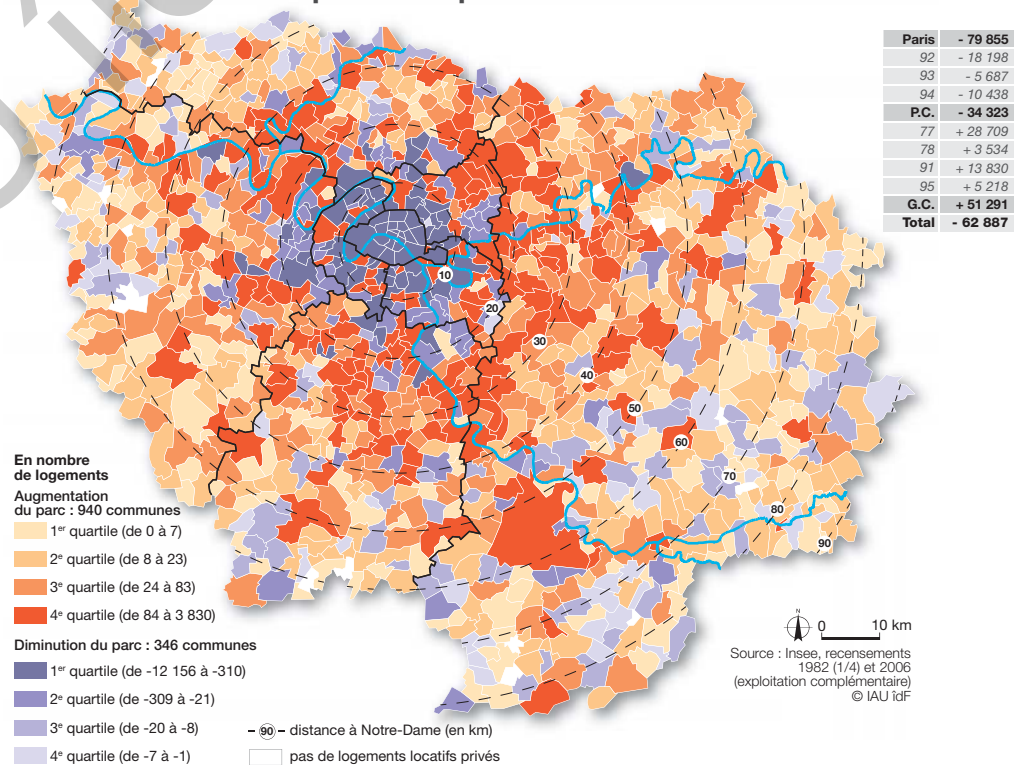 Paris - 79 855
92 - 18 198
93 - 5 687
94 - 10 438
P.C. - 34 323
77 + 28 709
78 + 3 534
91 + 13 830
95 + 5 218
G.C. + 51 291
Total - 62 887
10
20
30
40
50
60
70
80
90
En nombre
de logements
Augmentation
du parc : 940 communes
1er quartile (de 0 à 7)
2e quartile (de 8 à 23)
3e quartile (de 24 à 83)
4e quartile (de 84 à 3 830)
Diminution du parc : 346 communes
1er quartile (de -12 156 à -310)
2e quartile (de -309 à -21)
3e quartile (de -20 à -8)
4e quartile (de -7 à -1)
90 distance à Notre-Dame (en km)
pas de logements locatifs privés
N
0 10 km
Source : Insee, recensements
1982 (1/4) et 2006
(exploitation complémentaire)
© IAU îdF